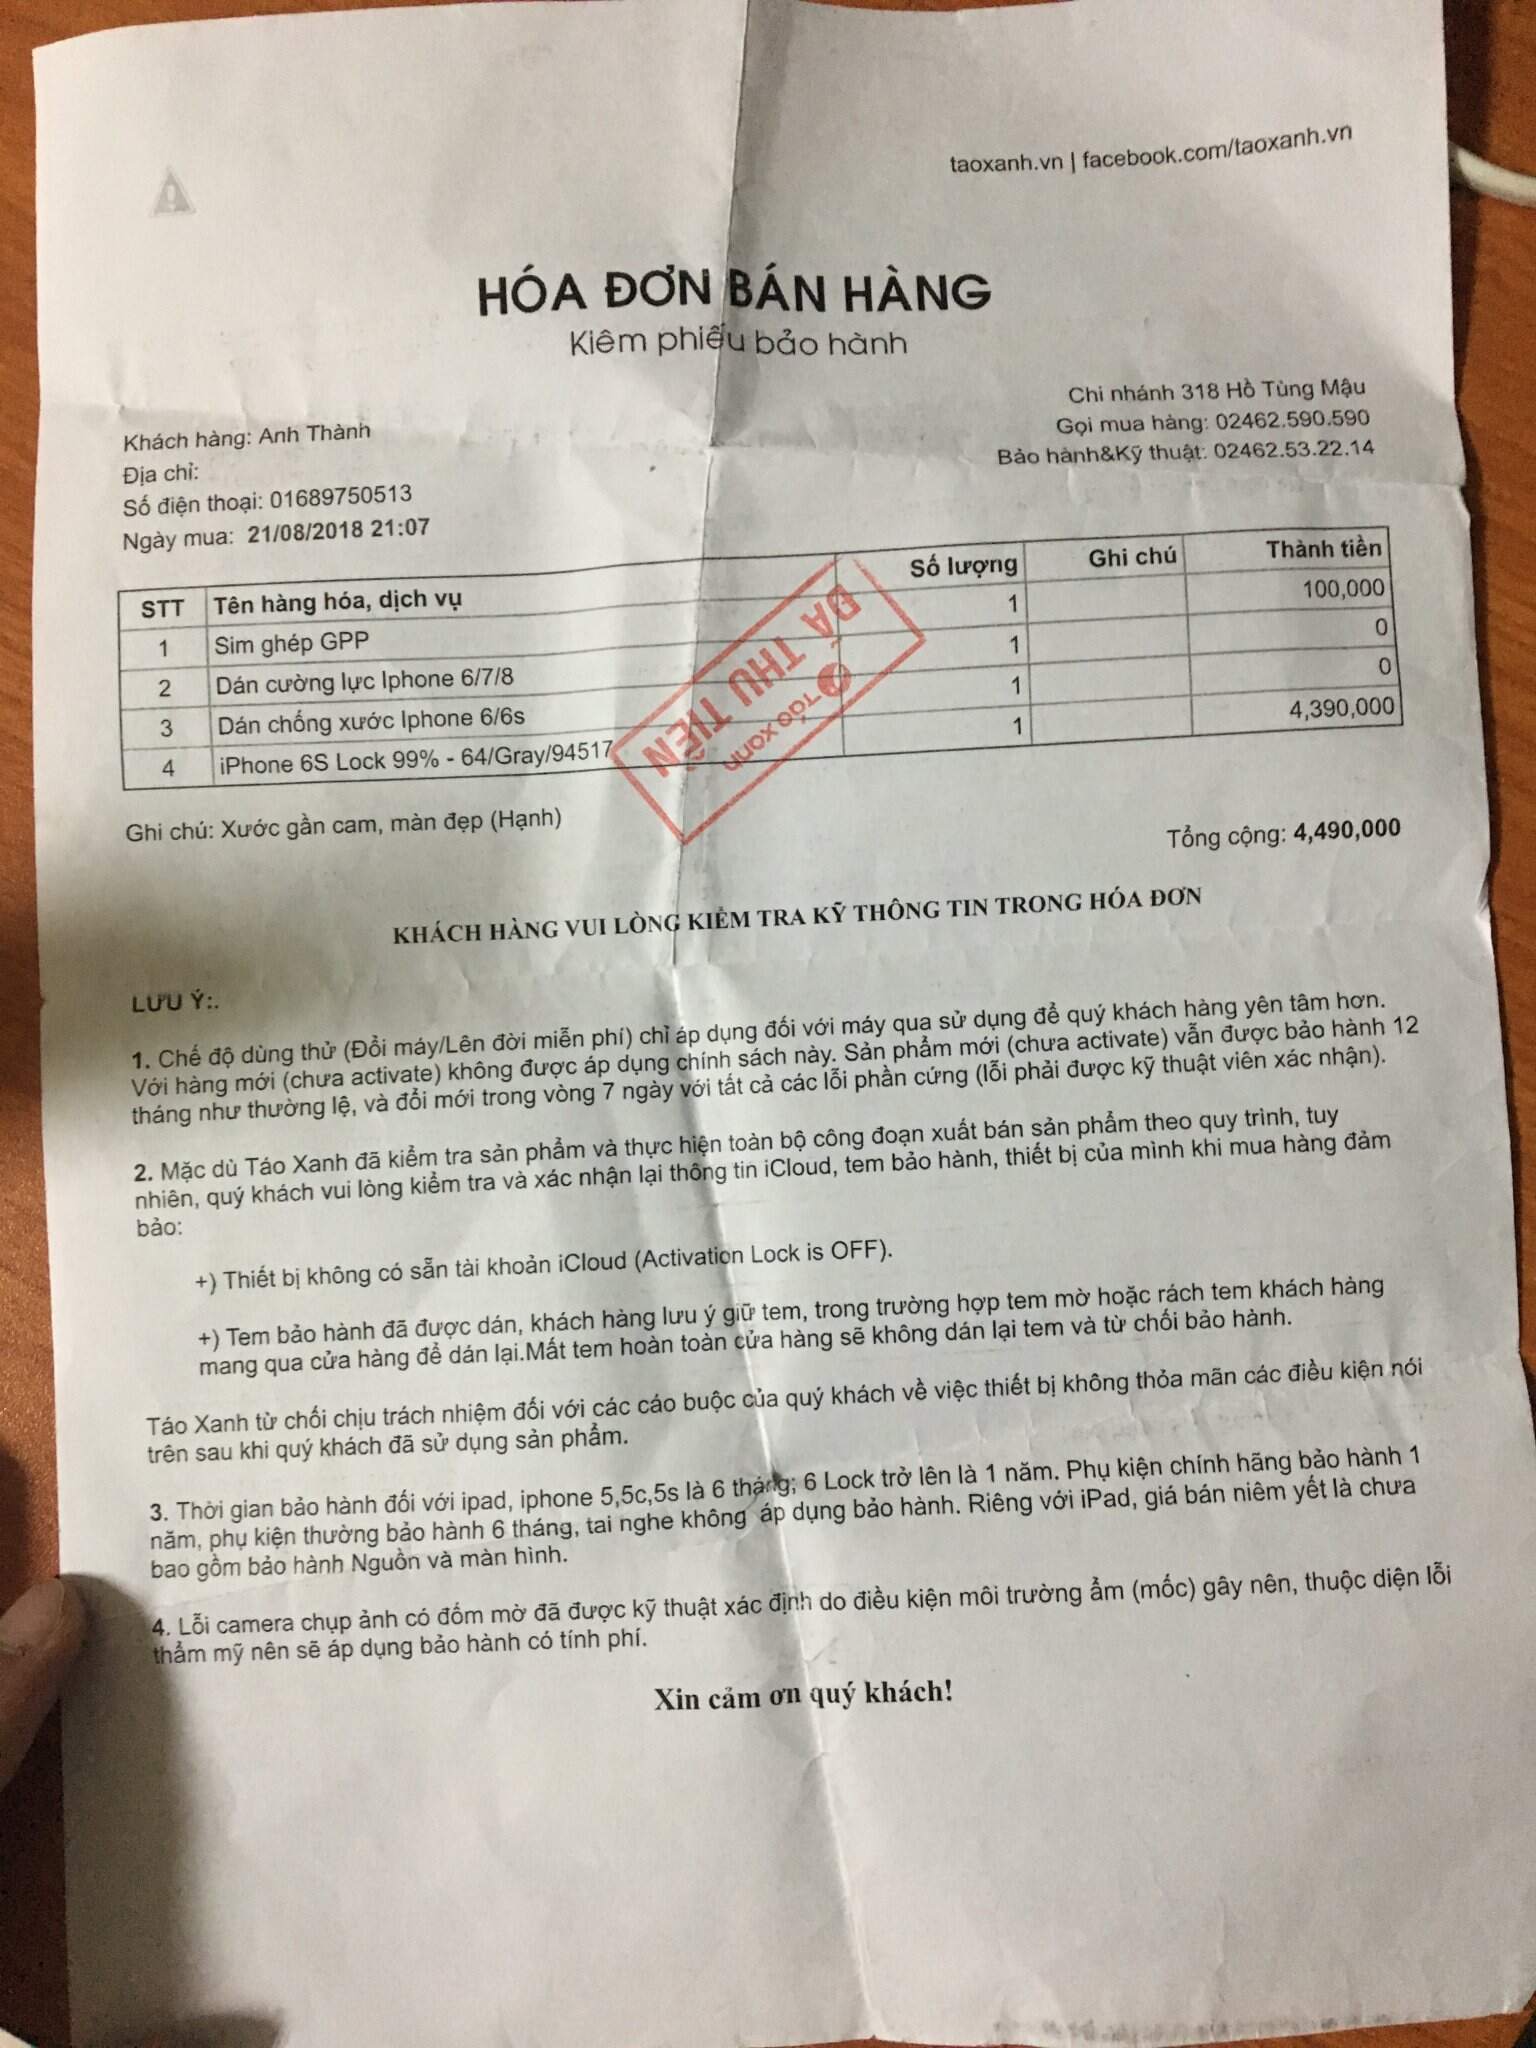 taoxanh.vn | facebook.com/taoxanh.vn
HÓA ĐƠN BÁN HÀNG
Kiêm phiếu bảo hành
Chi nhánh 318 Hồ Tùng Mậu
Gọi mua hàng: 02462.590.590
Bảo hành&Kỹ thuật: 02462.53.22.14
Khách hàng: Anh Thành
Địa chỉ:
Số điện thoại: 01689750513
Ngày mua: 21/08/2018 21:07
STT Tên hàng hóa, dịch vụ Số lượng Ghi chú Thành tiền
1 Sim ghép GPP 1 100,000
2 Dán cường lực Iphone 6/7/8 1 0
3 Dán chống xước Iphone 6/6s 1 0
4 iPhone 6S Lock 99% - 64/Gray/94517 1 4,390,000
ĐÃ THU TIỀN
Táo xanh
Ghi chú: Xước gần cam, màn đẹp (Hạnh)
Tổng cộng: 4,490,000
KHÁCH HÀNG VUI LÒNG KIỂM TRA KỸ THÔNG TIN TRONG HÓA ĐƠN
LƯU Ý:.
1. Chế độ dùng thử (Đổi máy/Lên đời miễn phí) chỉ áp dụng đối với máy qua sử dụng để quý khách hàng yên tâm hơn.
Với hàng mới (chưa activate) không được áp dụng chính sách này. Sản phẩm mới (chưa activate) vẫn được bảo hành 12
tháng như thường lệ, và đổi mới trong vòng 7 ngày với tất cả các lỗi phần cứng (lỗi phải được kỹ thuật viên xác nhận).
2. Mặc dù Táo Xanh đã kiểm tra sản phẩm và thực hiện toàn bộ công đoạn xuất bán sản phẩm theo quy trình, tuy
nhiên, quý khách vui lòng kiểm tra và xác nhận lại thông tin iCloud, tem bảo hành, thiết bị của mình khi mua hàng đảm
bảo:
+) Thiết bị không có sẵn tài khoản iCloud (Activation Lock is OFF).
+) Tem bảo hành đã được dán, khách hàng lưu ý giữ tem, trong trường hợp tem mờ hoặc rách tem khách hàng
mang qua cửa hàng để dán lại.Mất tem hoàn toàn cửa hàng sẽ không dán lại tem và từ chối bảo hành.
Táo Xanh từ chối chịu trách nhiệm đối với các cáo buộc của quý khách về việc thiết bị không thỏa mãn các điều kiện nói
trên sau khi quý khách đã sử dụng sản phẩm.
3. Thời gian bảo hành đối với ipad, iphone 5,5c,5s là 6 tháng; 6 Lock trở lên là 1 năm. Phụ kiện chính hãng bảo hành 1
năm, phụ kiện thường bảo hành 6 tháng, tai nghe không áp dụng bảo hành. Riêng với iPad, giá bán niêm yết là chưa
bao gồm bảo hành Nguồn và màn hình.
4. Lỗi camera chụp ảnh có đốm mờ đã được kỹ thuật xác định do điều kiện môi trường ẩm (mốc) gây nên, thuộc diện lỗi
thẩm mỹ nên sẽ áp dụng bảo hành có tính phí.
Xin cảm ơn quý khách!